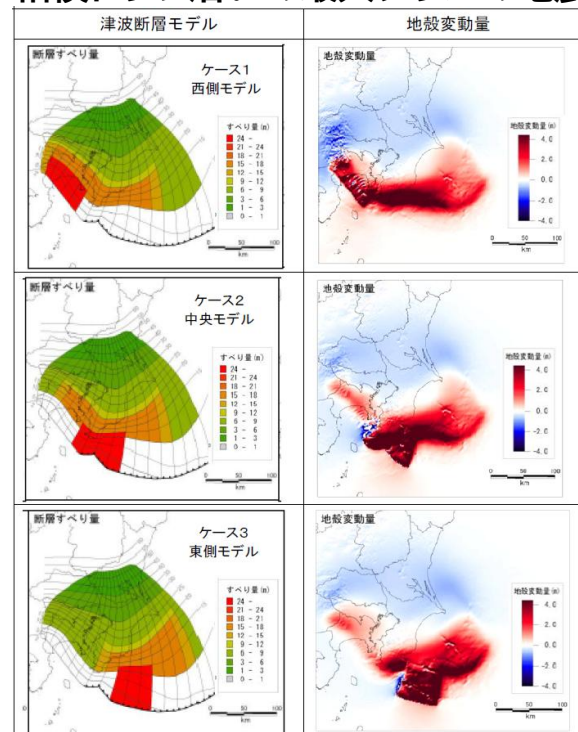 津波断層モデル
地殻変動量
断層すべり量
ケース1
西側モデル
すべり量(m)
24 -
21 - 24
18 - 21
15 - 18
12 - 15
9 - 12
6 - 9
3 - 6
1 - 3
0 - 1
0 50 100
km
地殻変動量
地殻変動量(m)
4.0
2.0
0.0
-2.0
-4.0
0 50 100
km
断層すべり量
ケース2
中央モデル
すべり量(m)
24 -
21 - 24
18 - 21
15 - 18
12 - 15
9 - 12
6 - 9
3 - 6
1 - 3
0 - 1
0 50 100
km
地殻変動量
地殻変動量(m)
4.0
2.0
0.0
-2.0
-4.0
0 50 100
km
断層すべり量
ケース3
東側モデル
すべり量(m)
24 -
21 - 24
18 - 21
15 - 18
12 - 15
9 - 12
6 - 9
3 - 6
1 - 3
0 - 1
0 50 100
km
地殻変動量
地殻変動量(m)
4.0
2.0
0.0
-2.0
-4.0
0 50 100
km